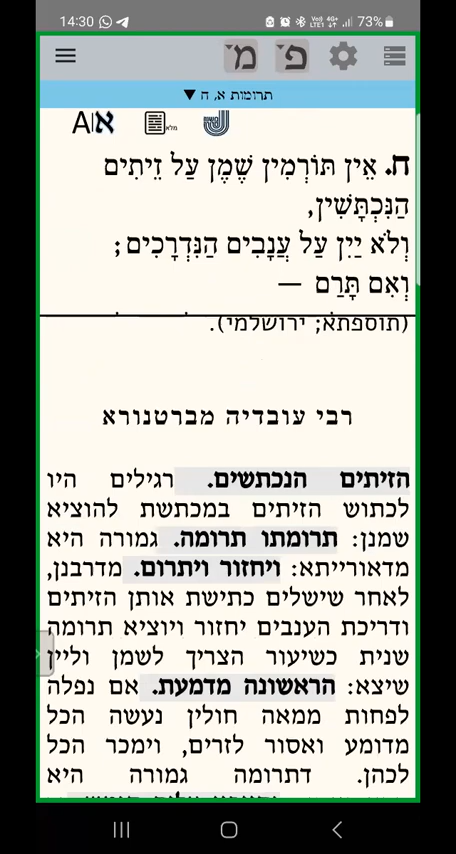 14:30 73%
מ' פ'
תרומות א, ח ▼
A|א מלא
ח. אֵין תּוֹרְמִין שֶׁמֶן עַל זֵיתִים
הַנִּכְתָּשִׁין,
וְלֹא יַיִן עַל עֲנָבִים הַנִּדְרָכִים;
וְאִם תָּרַם —
(תוספתא; ירושלמי).
רבי עובדיה מברטנורא
הזיתים הנכתשים. רגילים היו
לכתוש הזיתים במכתשת להוציא
שמנן: תרומתו תרומה. גמורה היא
מדאורייתא: ויחזור ויתרום. מדרבנן,
לאחר שישלים כתישת אותן הזיתים
ודריכת הענבים יחזור ויוציא תרומה
שנית כשיעור הצריך לשמן וליין
שיצא: הראשונה מדמעת. אם נפלה
לפחות ממאה חולין נעשה הכל
מדומע ואסור לזרים, וימכר הכל
לכהן. דתרומה גמורה היא